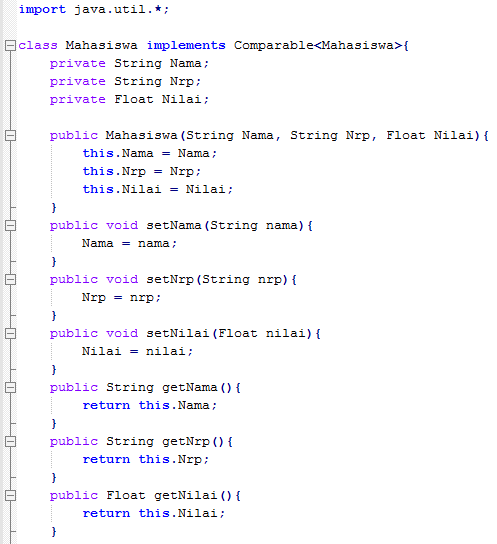 import java.util.*;
class Mahasiswa implements Comparable<Mahasiswa>{
private String Nama;
private String Nrp;
private Float Nilai;
public Mahasiswa(String Nama, String Nrp, Float Nilai){
this.Nama = Nama;
this.Nrp = Nrp;
this.Nilai = Nilai;
}
public void setNama(String nama){
Nama = nama;
}
public void setNrp(String nrp){
Nrp = nrp;
}
public void setNilai(Float nilai){
Nilai = nilai;
}
public String getNama(){
return this.Nama;
}
public String getNrp(){
return this.Nrp;
}
public Float getNilai(){
return this.Nilai;
}